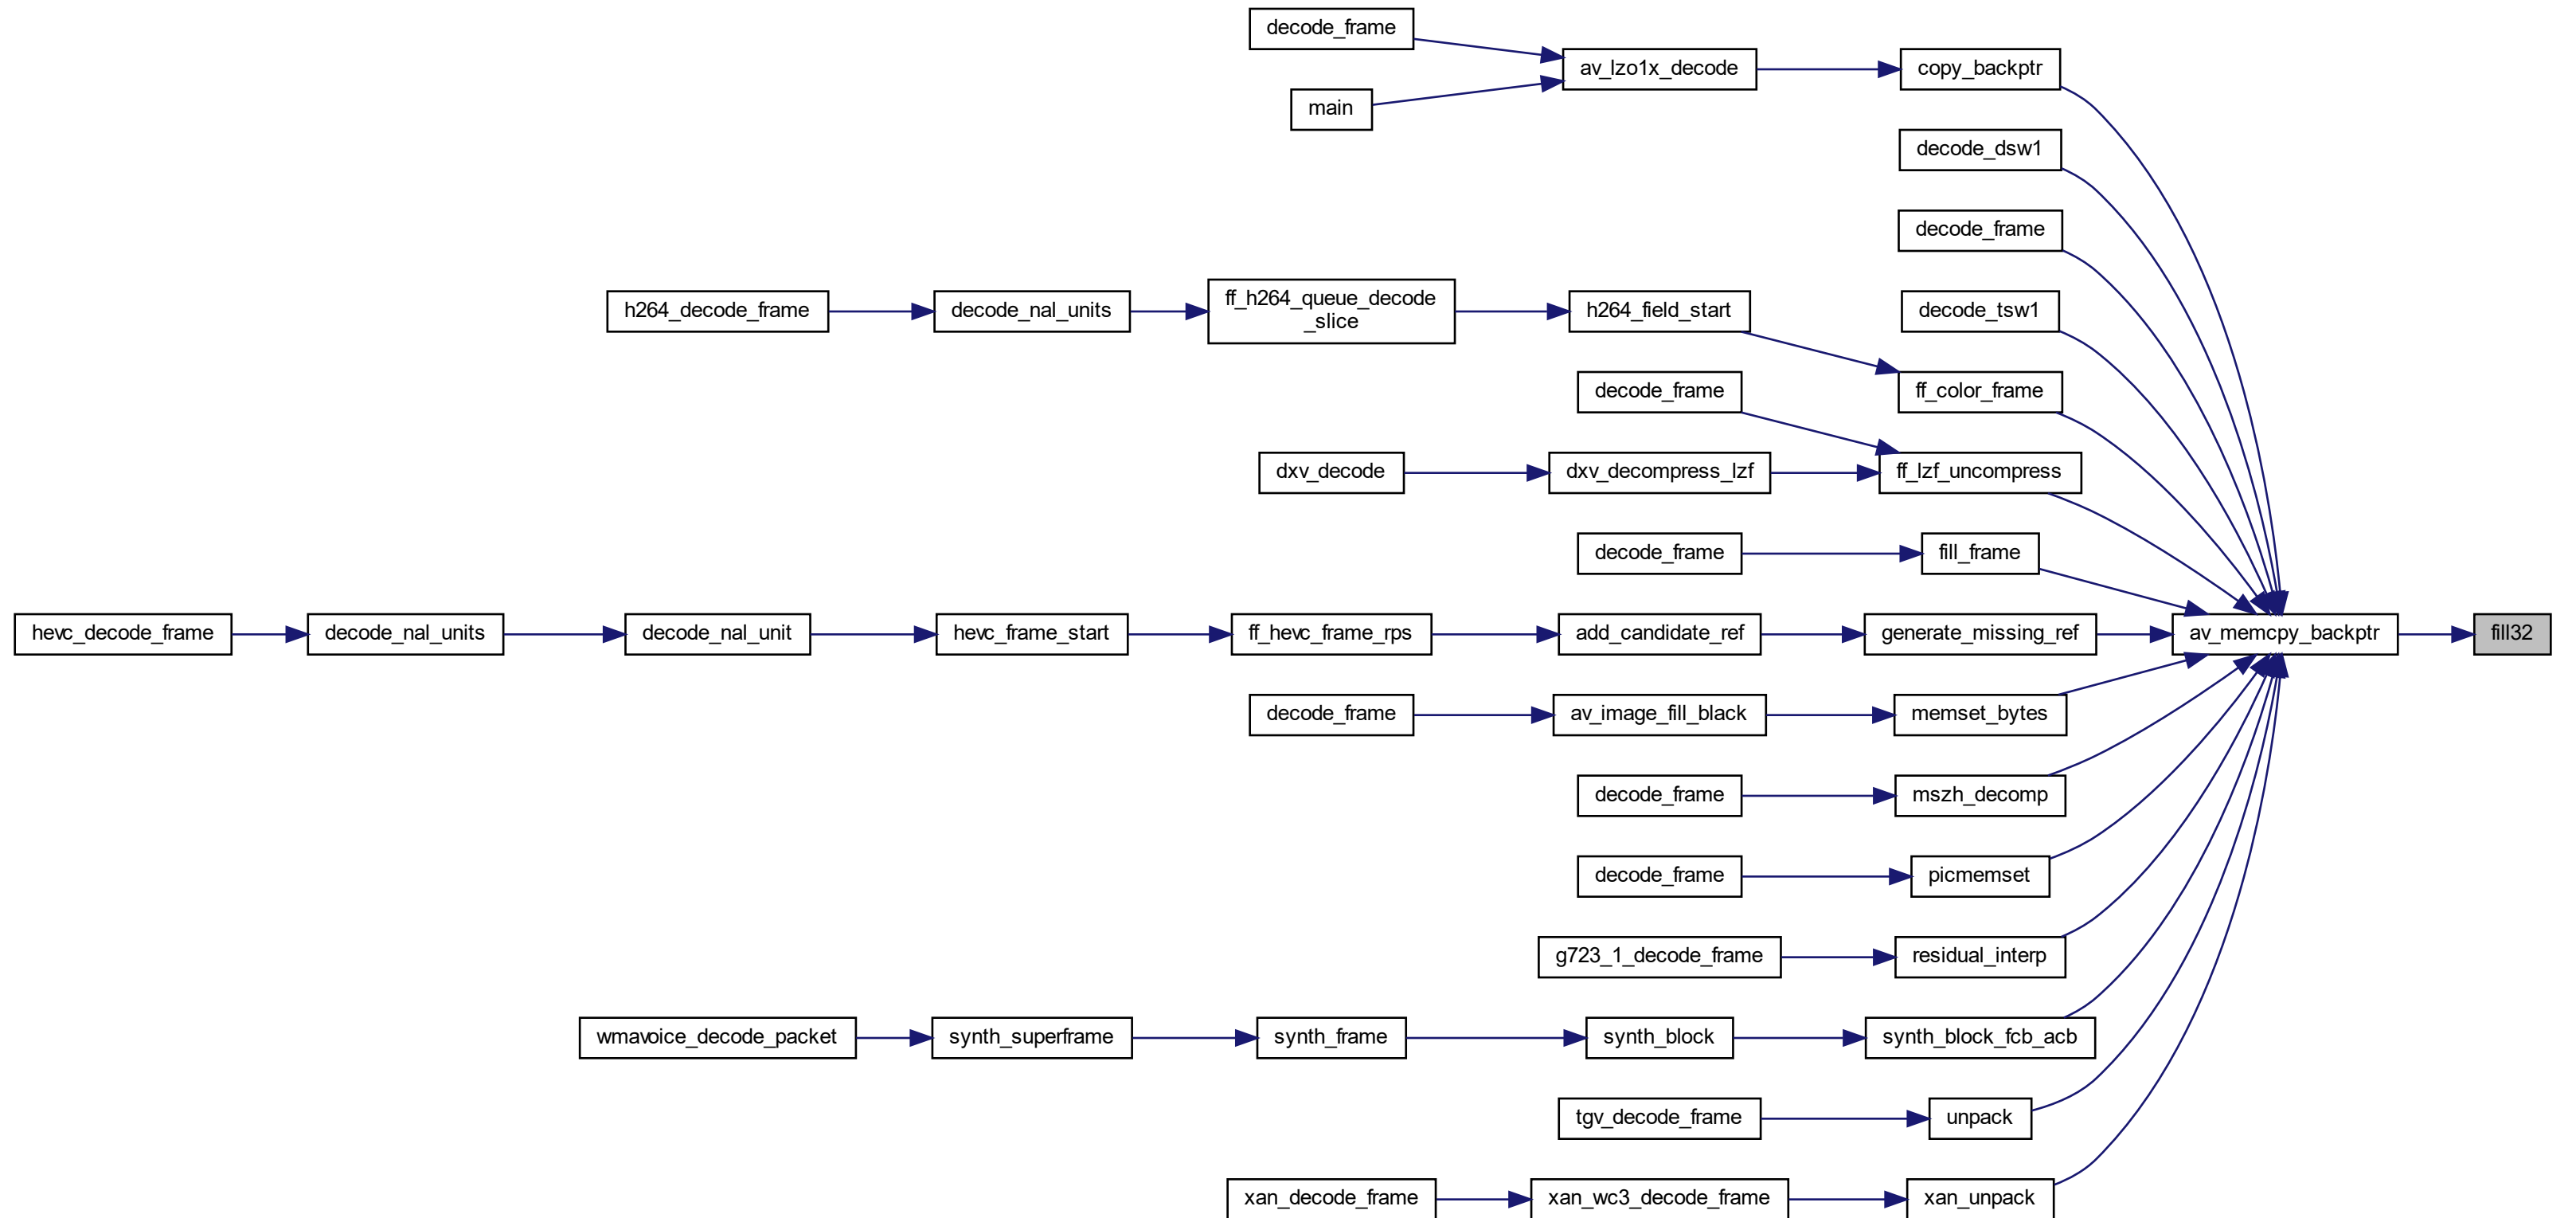 decode_frame
av_lzo1x_decode
copy_backptr
main
decode_dsw1
decode_frame
h264_decode_frame
decode_nal_units
ff_h264_queue_decode
_slice
h264_field_start
decode_tsw1
decode_frame
ff_color_frame
dxv_decode
dxv_decompress_lzf
ff_lzf_uncompress
decode_frame
fill_frame
hevc_decode_frame
decode_nal_units
decode_nal_unit
hevc_frame_start
ff_hevc_frame_rps
add_candidate_ref
generate_missing_ref
av_memcpy_backptr
fill32
decode_frame
av_image_fill_black
memset_bytes
decode_frame
mszh_decomp
decode_frame
picmemset
g723_1_decode_frame
residual_interp
wmavoice_decode_packet
synth_superframe
synth_frame
synth_block
synth_block_fcb_acb
tgv_decode_frame
unpack
xan_decode_frame
xan_wc3_decode_frame
xan_unpack